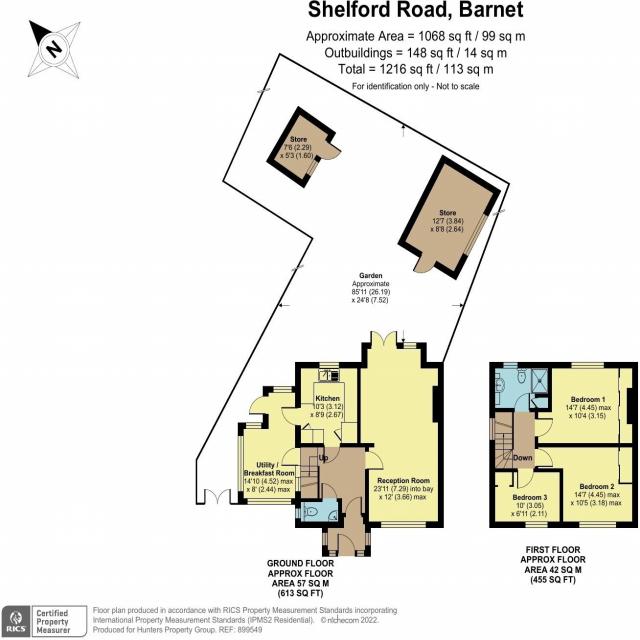 Shelford Road, Barnet
Approximate Area = 1068 sq ft / 99 sq m
Outbuildings = 148 sq ft / 14 sq m
Total = 1216 sq ft / 113 sq m
For identification only - Not to scale
N
Store
7'6 (2.29)
x 5'3 (1.60)
Store
12'7 (3.84)
x 8'8 (2.64)
Garden
Approximate
85'11 (26.19)
x 24'8 (7.52)
Kitchen
10'3 (3.12)
x 8'9 (2.67)
Utility /
Breakfast Room
14'10 (4.52) max
x 8' (2.44) max
Up
Reception Room
23'11 (7.29) into bay
x 12' (3.66) max
GROUND FLOOR
APPROX FLOOR
AREA 57 SQ M
(613 SQ FT)
Bedroom 1
14'7 (4.45) max
x 10'4 (3.15)
Down
Bedroom 2
14'7 (4.45) max
x 10'5 (3.18) max
Bedroom 3
10' (3.05)
x 6'11 (2.11)
FIRST FLOOR
APPROX FLOOR
AREA 42 SQ M
(455 SQ FT)
RICS
Certified
Property
Measurer
Floor plan produced in accordance with RICS Property Measurement Standards incorporating
International Property Measurement Standards (IPMS2 Residential). © nichecom 2022.
Produced for Hunters Property Group. REF: 899549